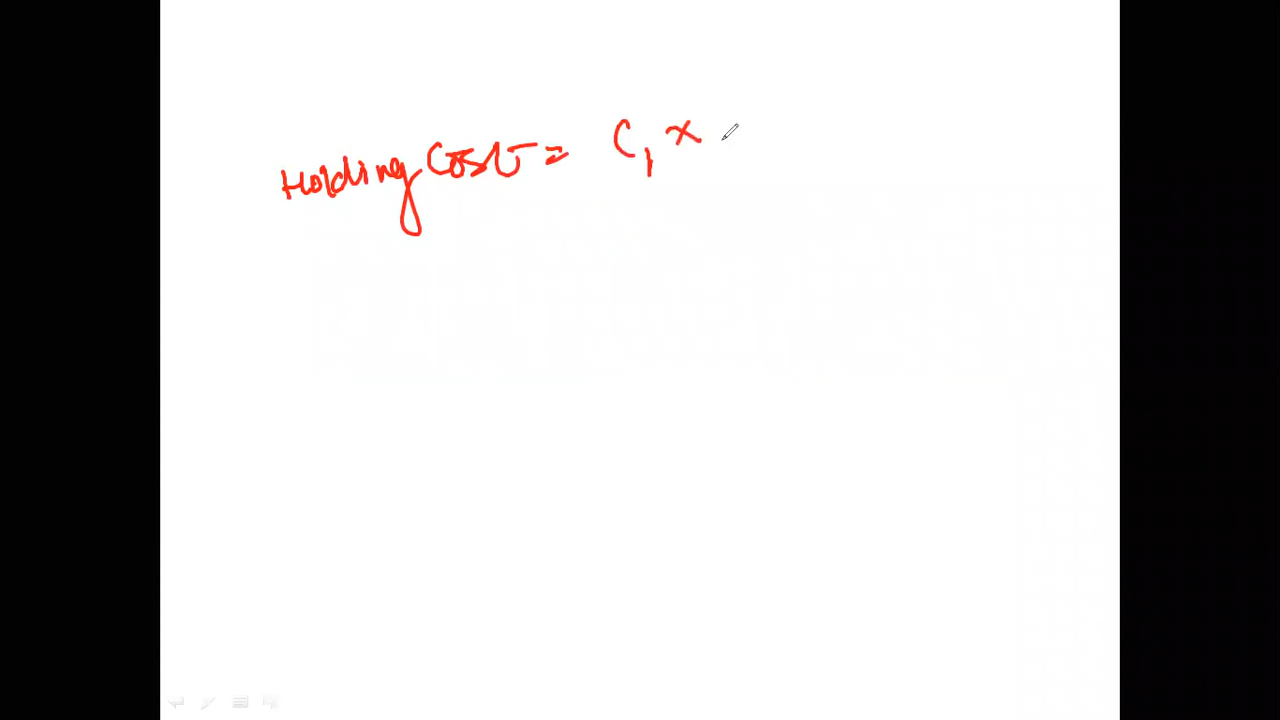 Holding Cost = C₁ ×